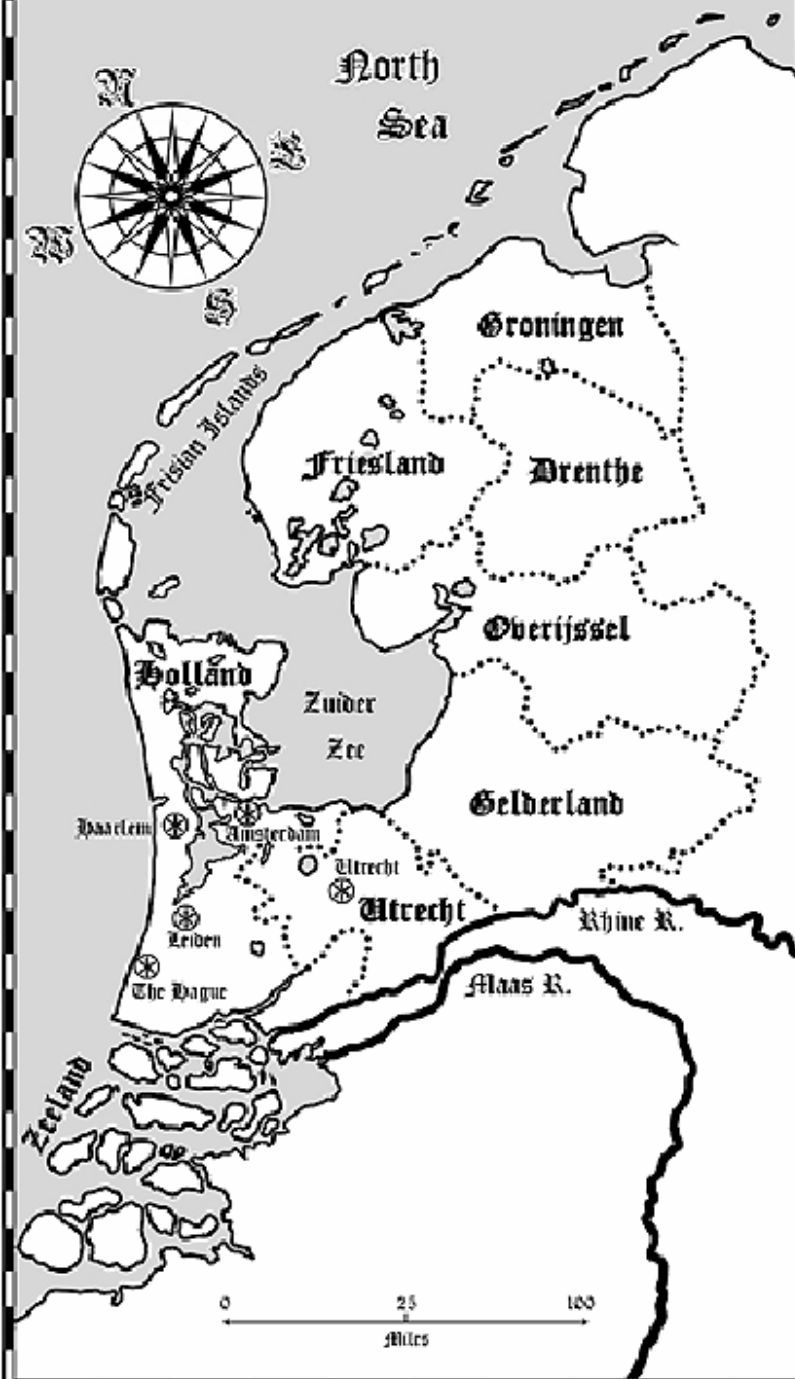 North
Sea
N
E
W
S
Groningen
Frisian Islands
Friesland
Drenthe
Overijssel
Holland
Zuider
Zee
Gelderland
Haarlem
Amsterdam
Utrecht
Utrecht
Rhine R.
Leiden
The Hague
Maas R.
Zeeland
0 25 100
Miles